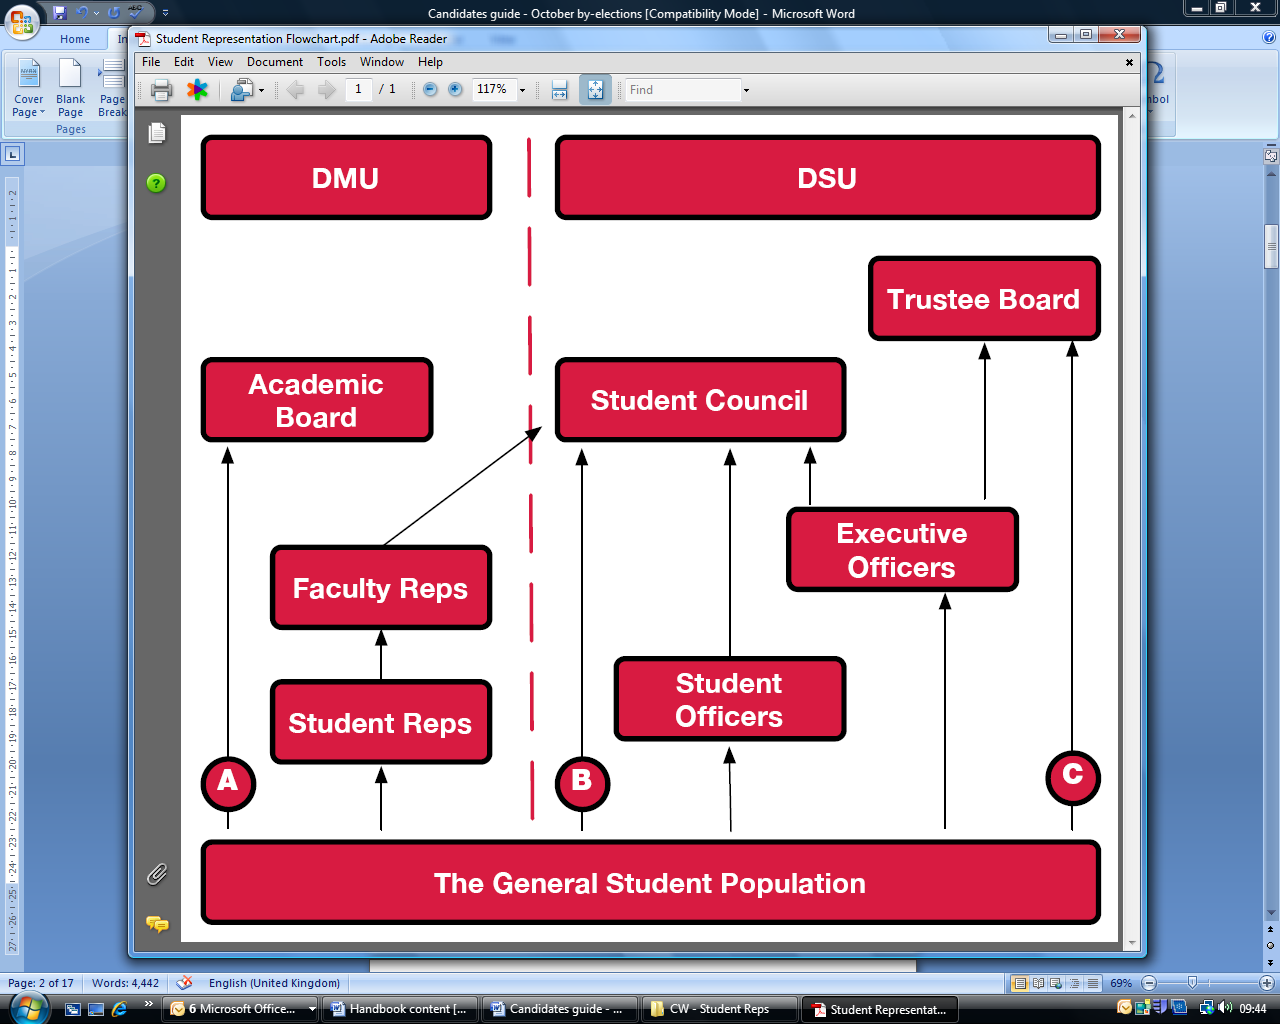 Candidates guide - October by-elections [Compatibility Mode] - Microsoft Word
Home
Student Representation Flowchart.pdf - Adobe Reader
File Edit View Document Tools Window Help
1 / 1 117% Find
Cover Page
Blank Page
Page Break
Pages
DMU
DSU
Trustee Board
Academic Board
Student Council
Executive Officers
Faculty Reps
Student Officers
Student Reps
A
B
C
The General Student Population
Page: 2 of 17 Words: 4,442 English (United Kingdom) 69%
6 Microsoft Office... Handbook content [... Candidates guide - ... CW - Student Reps Student Representat... 09:44